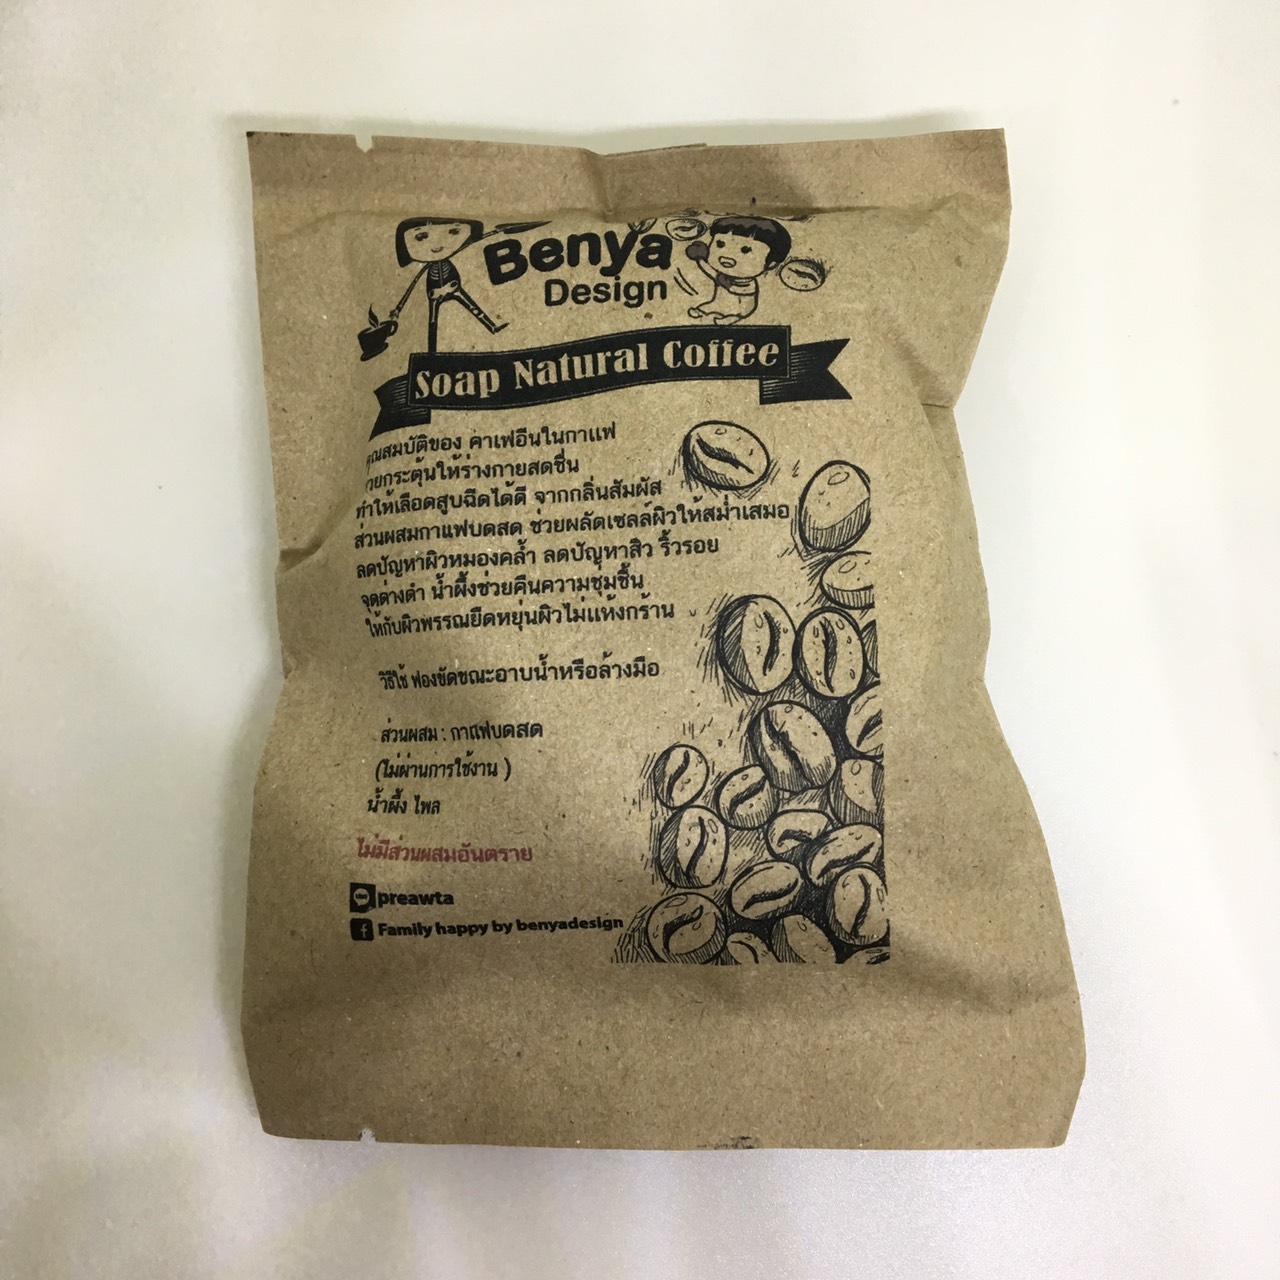 Benya
Design
Soap Natural Coffee
คุณสมบัติของ คาเฟอีนในกาแฟ
ช่วยกระตุ้นให้ร่างกายสดชื่น
ทำให้เลือดสูบฉีดได้ดี จากกลิ่นสัมผัส
ส่วนผสมกาแฟบดสด ช่วยผลัดเซลล์ผิวให้สม่ำเสมอ
ลดปัญหาผิวหมองคล้ำ ลดปัญหาสิว ริ้วรอย
จุดด่างดำ น้ำผึ้งช่วยคืนความชุ่มชื้น
ให้กับผิวพรรณยืดหยุ่นผิวไม่แห้งกร้าน
วิธีใช้ ฟองขัดขณะอาบน้ำหรือล้างมือ
ส่วนผสม : กาแฟบดสด
(ไม่ผ่านการใช้งาน )
น้ำผึ้ง ไพล
ไม่มีส่วนผสมอันตราย
preawta
f Family happy by benyadesign